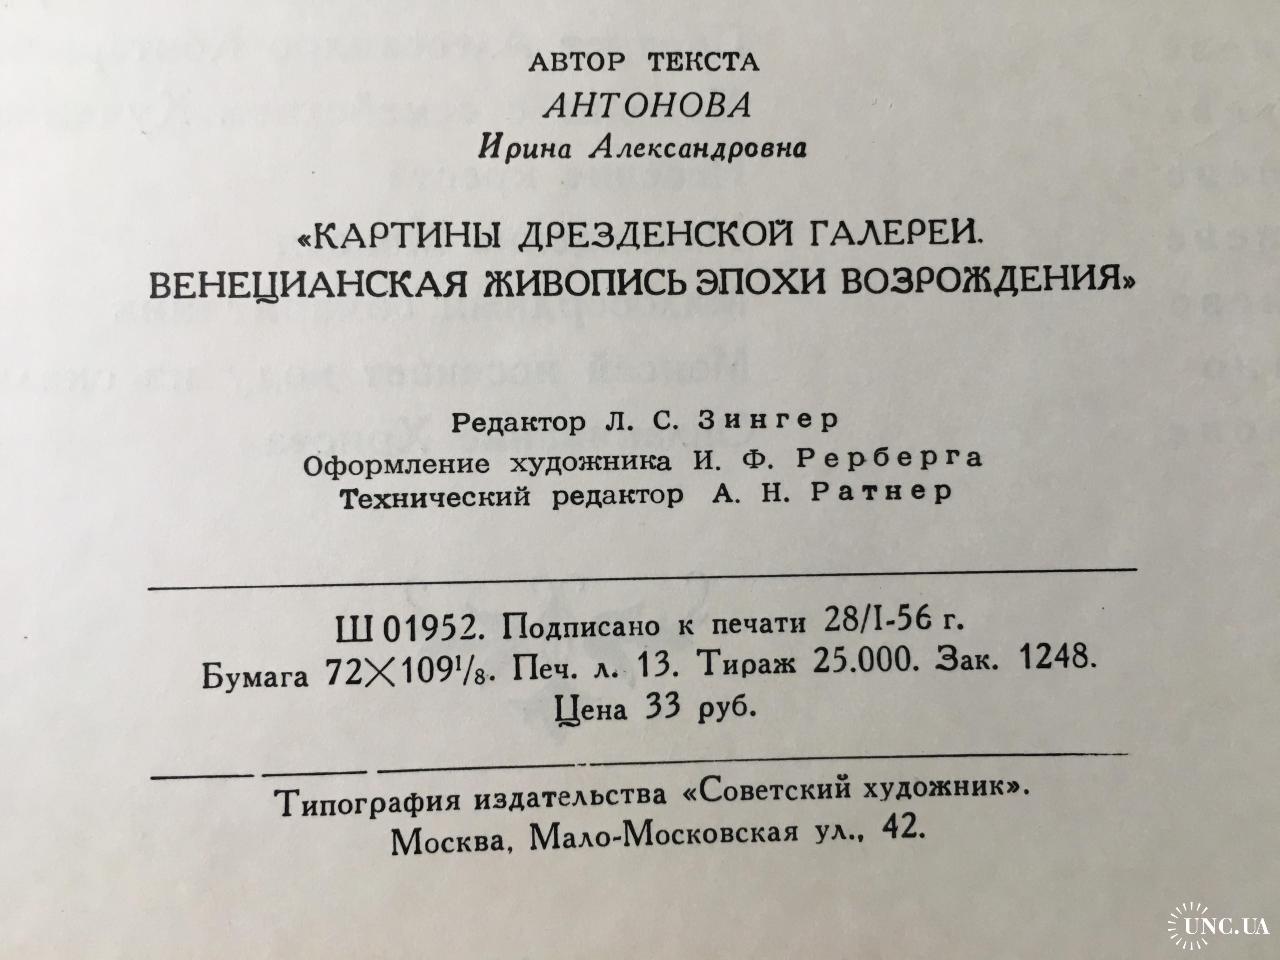 АВТОР ТЕКСТА
АНТОНОВА
Ирина Александровна
«КАРТИНЫ ДРЕЗДЕНСКОЙ ГАЛЕРЕИ.
ВЕНЕЦИАНСКАЯ ЖИВОПИСЬ ЭПОХИ ВОЗРОЖДЕНИЯ»
Редактор Л. С. Зингер
Оформление художника И. Ф. Рерберга
Технический редактор А. Н. Ратнер
Ш 01952. Подписано к печати 28/I-56 г.
Бумага 72×109¹/₈. Печ. л. 13. Тираж 25.000. Зак. 1248.
Цена 33 руб.
Типография издательства «Советский художник».
Москва, Мало-Московская ул., 42.
UNC.UA